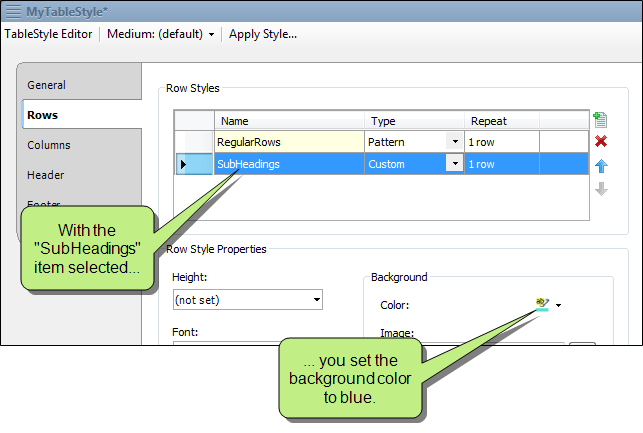 MyTableStyle*
TableStyle Editor Medium: (default) Apply Style...
General
Rows
Columns
Header
Footer
Row Styles
Name Type Repeat
RegularRows Pattern 1 row
SubHeadings Custom 1 row
With the
"SubHeadings"
item selected...
Row Style Properties
Height:
(not set)
Font:
Background
Color:
Image:
... you set the
background color
to blue.